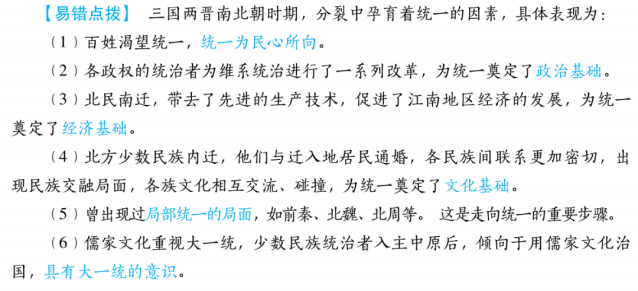 【易错点拨】 三国两晋南北朝时期，分裂中孕育着统一的因素，具体表现为：
（1）百姓渴望统一，统一为民心所向。
（2）各政权的统治者为维系统治进行了一系列改革，为统一奠定了政治基础。
（3）北民南迁，带去了先进的生产技术，促进了江南地区经济的发展，为统一
奠定了经济基础。
（4）北方少数民族内迁，他们与迁入地居民通婚，各民族间联系更加密切，出
现民族交融局面，各族文化相互交流、碰撞，为统一奠定了文化基础。
（5）曾出现过局部统一的局面，如前秦、北魏、北周等。 这是走向统一的重要步骤。
（6）儒家文化重视大一统，少数民族统治者入主中原后，倾向于用儒家文化治
国，具有大一统的意识。